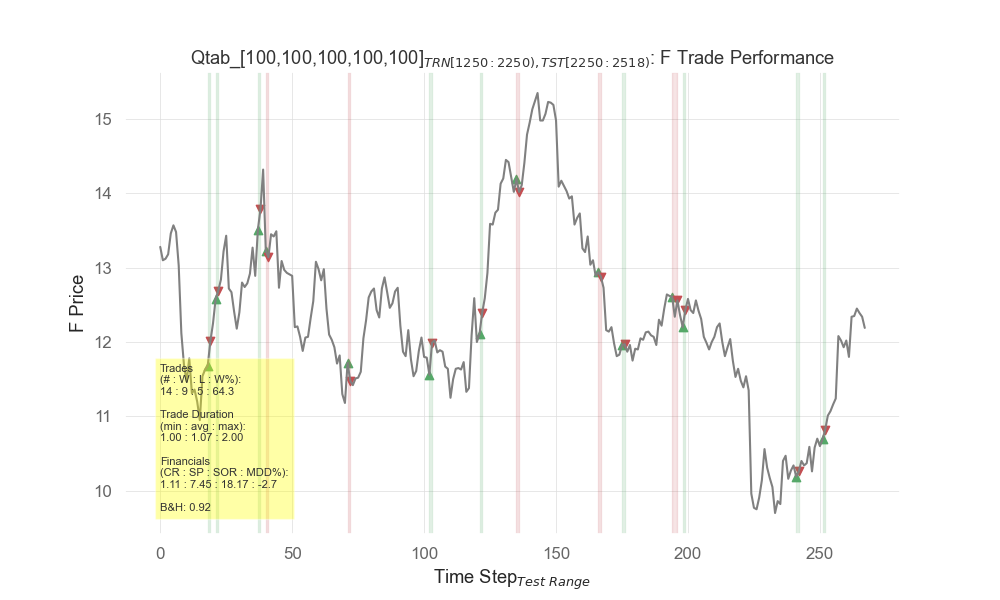 Qtab_[100,100,100,100,100]TRN[1250:2250),TST[2250:2518): F Trade Performance
15
14
13
12
11
10
F Price
Trades
(# : W : L : W%):
14 : 9 : 5 : 64.3
Trade Duration
(min : avg : max):
1.00 : 1.07 : 2.00
Financials
(CR : SP : SOR : MDD%):
1.11 : 7.45 : 18.17 : -2.7
B&H: 0.92
0 50 100 150 200 250
Time StepTest Range